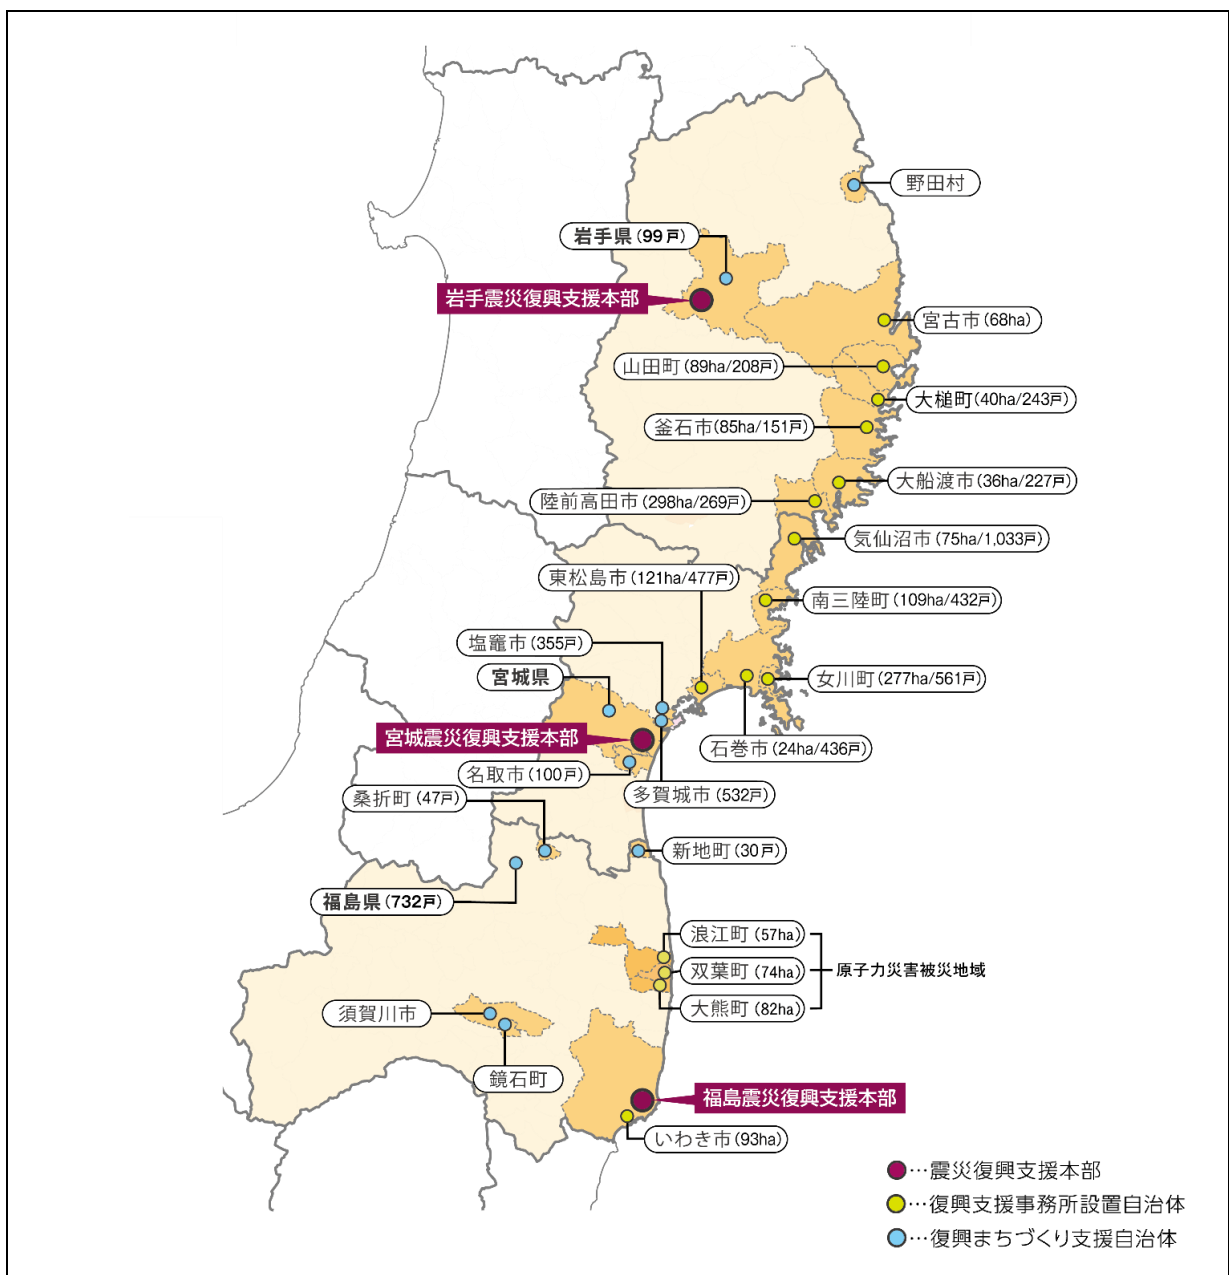 野田村
岩手県(99戸)
岩手震災復興支援本部
宮古市(68ha)
山田町(89ha/208戸)
大槌町(40ha/243戸)
釜石市(85ha/151戸)
大船渡市(36ha/227戸)
陸前高田市(298ha/269戸)
気仙沼市(75ha/1,033戸)
東松島市(121ha/477戸)
南三陸町(109ha/432戸)
塩竈市(355戸)
宮城県
女川町(277ha/561戸)
宮城震災復興支援本部
石巻市(24ha/436戸)
名取市(100戸)
多賀城市(532戸)
桑折町(47戸)
新地町(30戸)
福島県(732戸)
浪江町(57ha)
双葉町(74ha)
原子力災害被災地域
大熊町(82ha)
須賀川市
鏡石町
福島震災復興支援本部
いわき市(93ha)
…震災復興支援本部
…復興支援事務所設置自治体
…復興まちづくり支援自治体